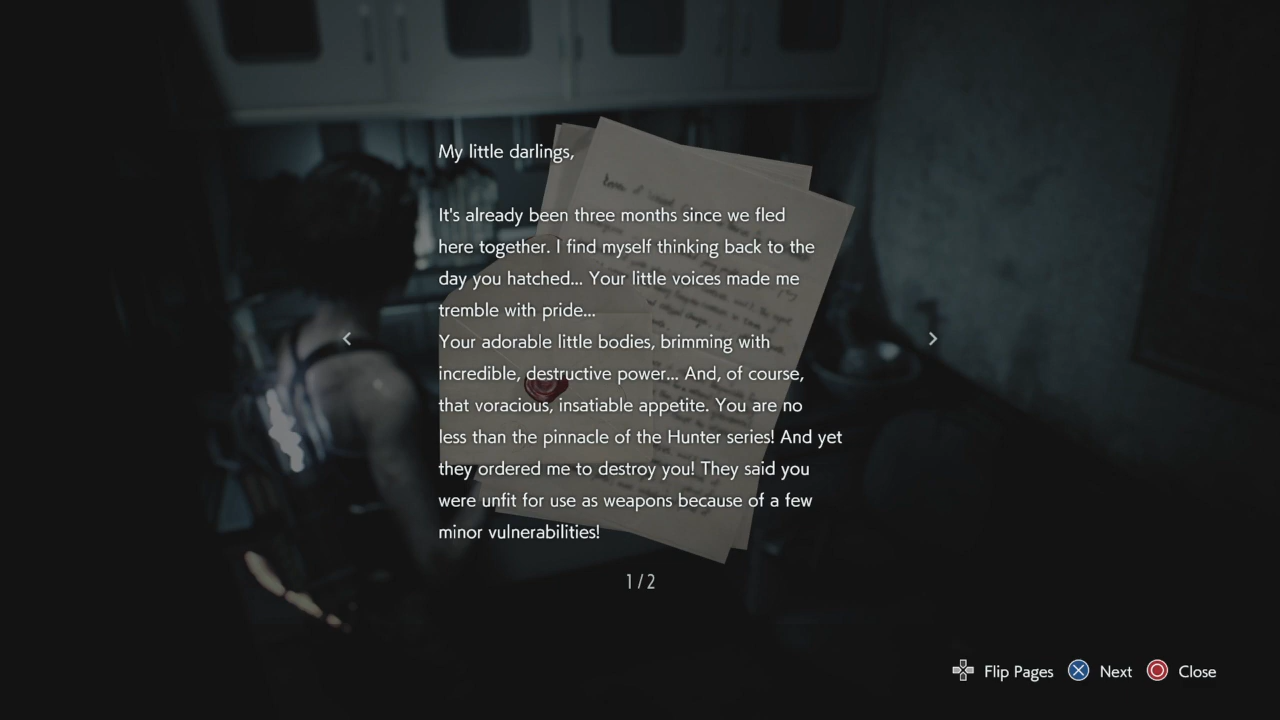 My little darlings,
It's already been three months since we fled
here together. I find myself thinking back to the
day you hatched... Your little voices made me
tremble with pride...
Your adorable little bodies, brimming with
incredible, destructive power... And, of course,
that voracious, insatiable appetite. You are no
less than the pinnacle of the Hunter series! And yet
they ordered me to destroy you! They said you
were unfit for use as weapons because of a few
minor vulnerabilities!
1 / 2
Flip Pages Next Close